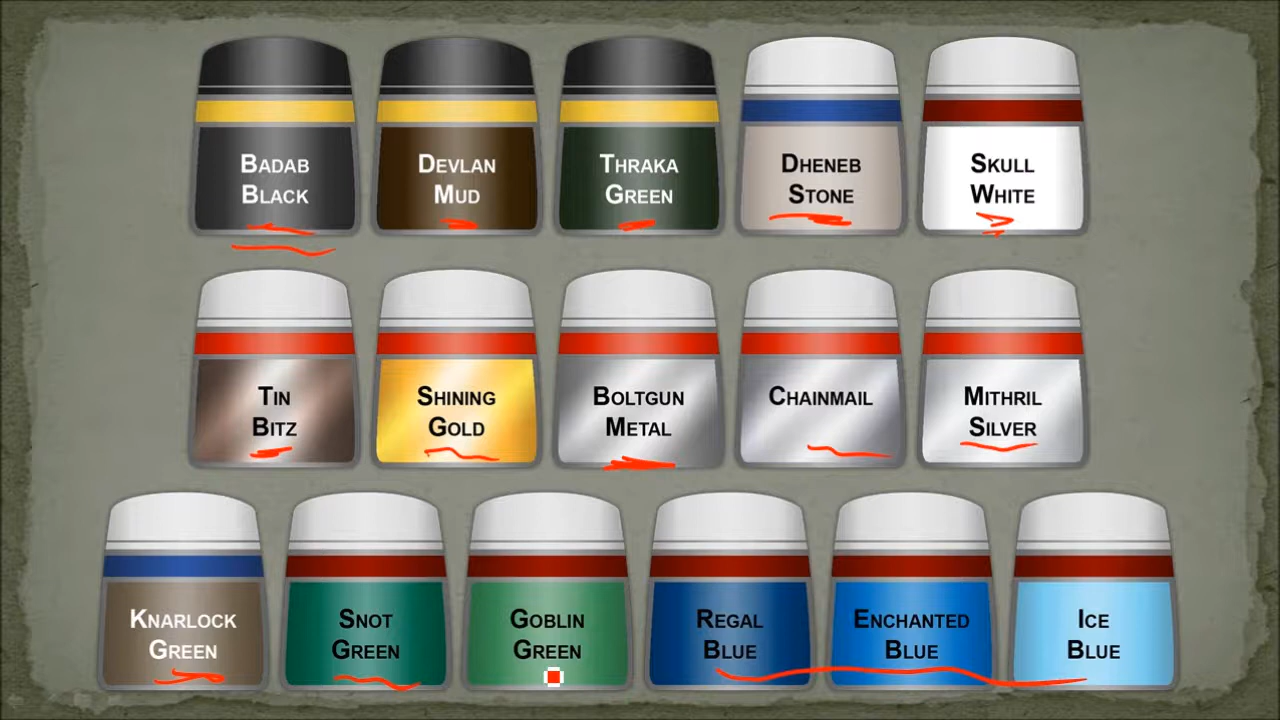 BADAB
BLACK
DEVLAN
MUD
THRAKA
GREEN
DHENEB
STONE
SKULL
WHITE
TIN
BITZ
SHINING
GOLD
BOLTGUN
METAL
CHAINMAIL
MITHRIL
SILVER
KNARLOCK
GREEN
SNOT
GREEN
GOBLIN
GREEN
REGAL
BLUE
ENCHANTED
BLUE
ICE
BLUE